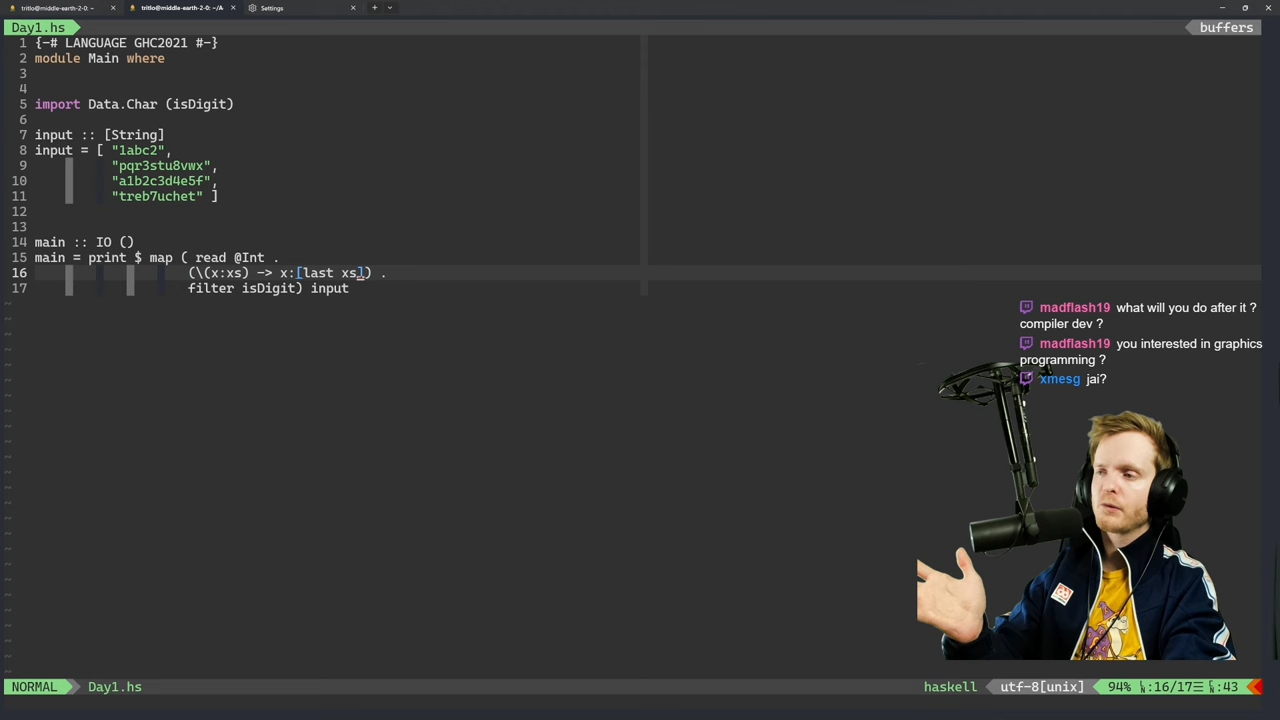 tritlo@middle-earth-2-0: ~
tritlo@middle-earth-2-0: ~/A
Settings
Day1.hs
buffers
1 {-# LANGUAGE GHC2021 #-}
2 module Main where
3
4
5 import Data.Char (isDigit)
6
7 input :: [String]
8 input = [ "1abc2",
9 "pqr3stu8vwx",
10 "a1b2c3d4e5f",
11 "treb7uchet" ]
12
13
14 main :: IO ()
15 main = print $ map ( read @Int .
16 (\(x:xs) -> x:[last xs]) .
17 filter isDigit) input
madflash19 what will you do after it ?
compiler dev ?
madflash19 you interested in graphics
programming ?
xmesg jai?
NORMAL Day1.hs haskell utf-8[unix] 94% LN:16/17☰ CN:43